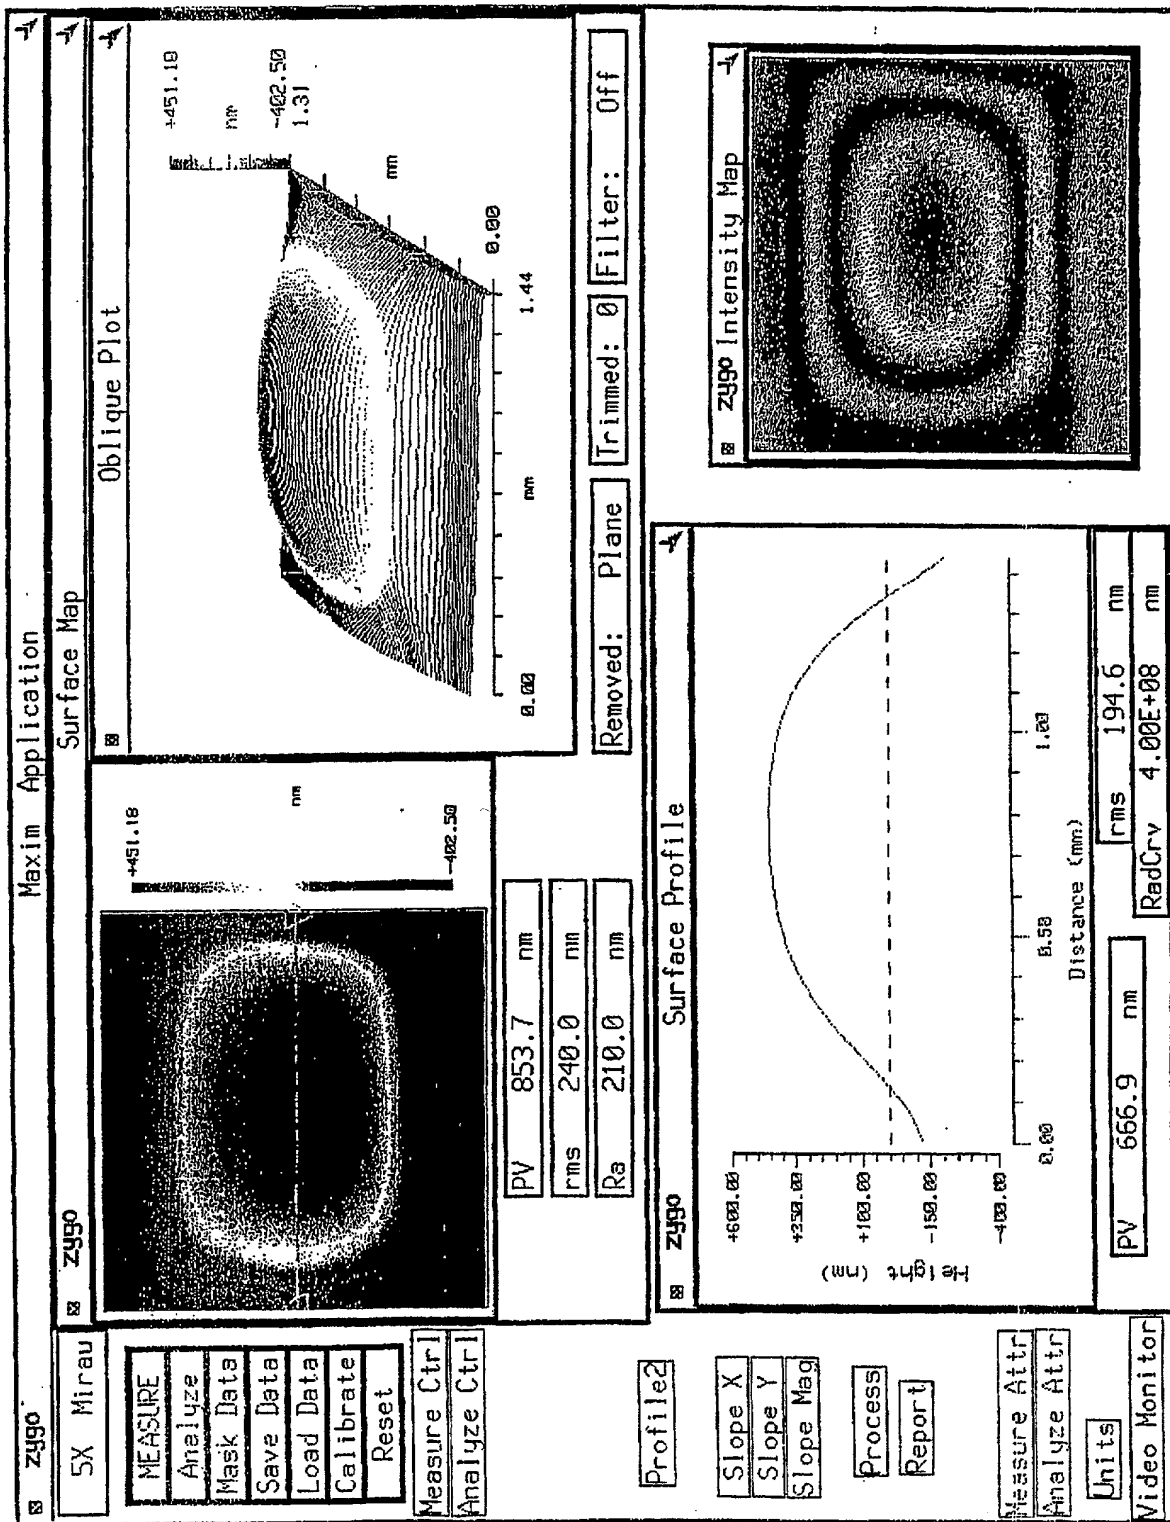 zygo
Maxim Application
5X Mirau
MEASURE
Analyze
Mask Data
Save Data
Load Data
Calibrate
Reset
Measure Ctrl
Analyze Ctrl
Profile2
Slope X
Slope Y
Slope Mag
Process
Report
Measure Attr
Analyze Attr
Units
Video Monitor
zygo
Surface Map
+451.18
nm
-402.50
PV 853.7 nm
rms 240.0 nm
Ra 210.0 nm
Oblique Plot
+451.18
nm
-402.50
1.31
mm
0.00
1.44
mm
0.00
Removed: Plane
Trimmed: 0
Filter: Off
zygo
Surface Profile
+600.00
+350.00
+100.00
-150.00
-400.00
Height (nm)
0.00
0.50
1.00
Distance (mm)
PV 666.9 nm
rms 194.6 nm
RadCrv 4.00E+08 nm
zygo Intensity Map